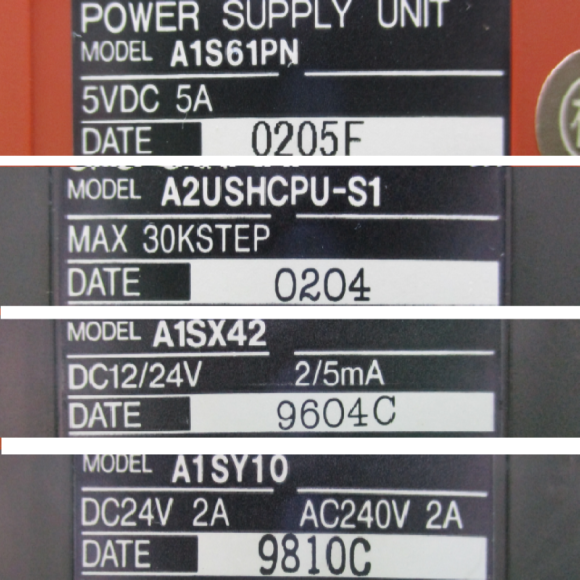 POWER SUPPLY UNIT
MODEL A1S61PN
5VDC 5A
DATE 0205F
MODEL A2USHCPU-S1
MAX 30KSTEP
DATE 0204
MODEL A1SX42
DC12/24V 2/5mA
DATE 9604C
MODEL A1SY10
DC24V 2A AC240V 2A
DATE 9810C